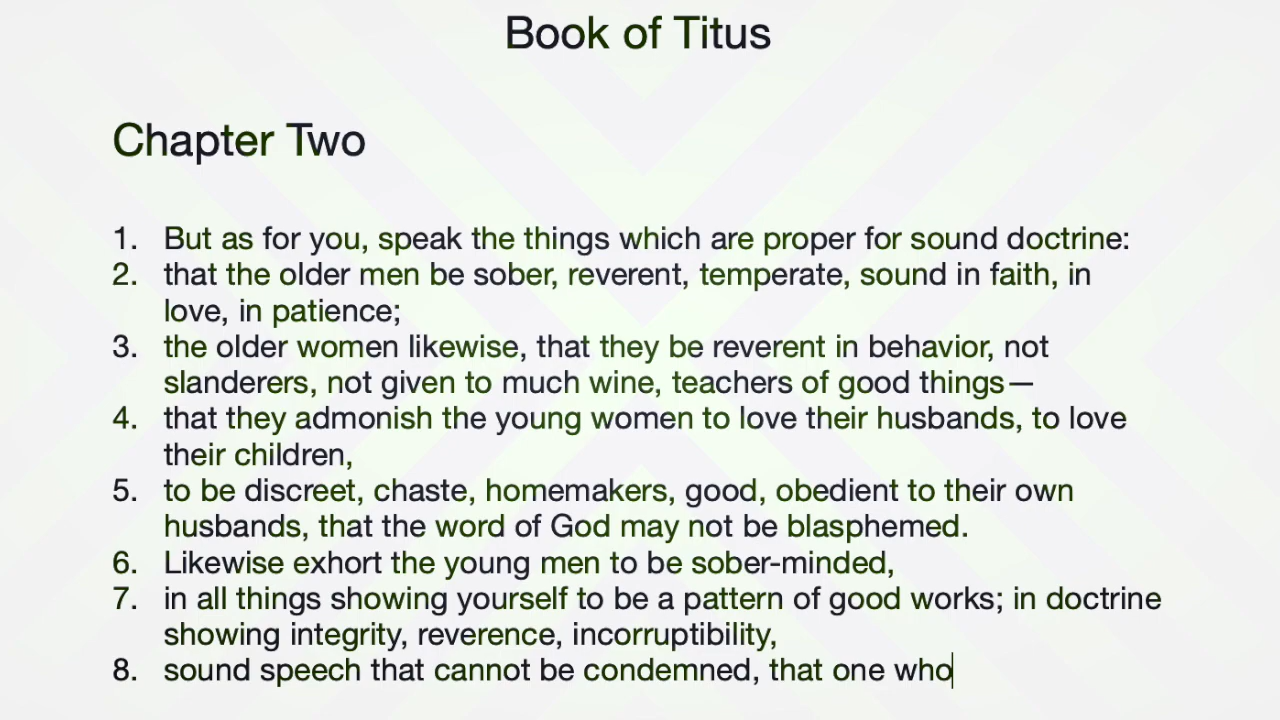 Book of Titus
Chapter Two
1. But as for you, speak the things which are proper for sound doctrine:
2. that the older men be sober, reverent, temperate, sound in faith, in
love, in patience;
3. the older women likewise, that they be reverent in behavior, not
slanderers, not given to much wine, teachers of good things—
4. that they admonish the young women to love their husbands, to love
their children,
5. to be discreet, chaste, homemakers, good, obedient to their own
husbands, that the word of God may not be blasphemed.
6. Likewise exhort the young men to be sober-minded,
7. in all things showing yourself to be a pattern of good works; in doctrine
showing integrity, reverence, incorruptibility,
8. sound speech that cannot be condemned, that one who